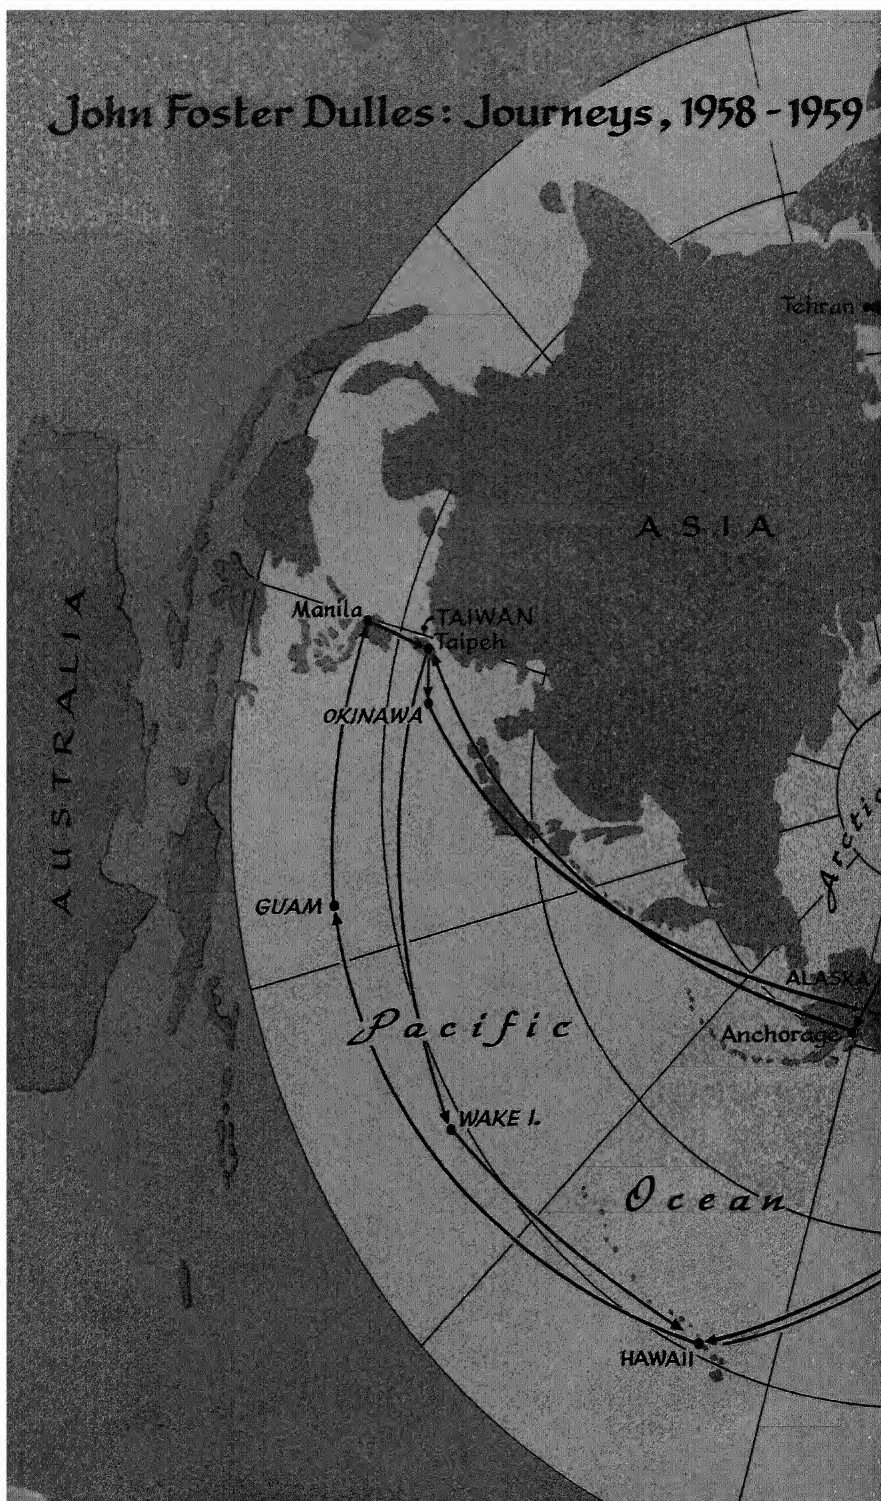 John Foster Dulles: Journeys, 1958-1959
Tehran
ASIA
Manila
TAIWAN
Taipeh
OKINAWA
AUSTRALIA
Arctic
GUAM
ALASKA
Pacific
Anchorage
WAKE I.
Ocean
HAWAII